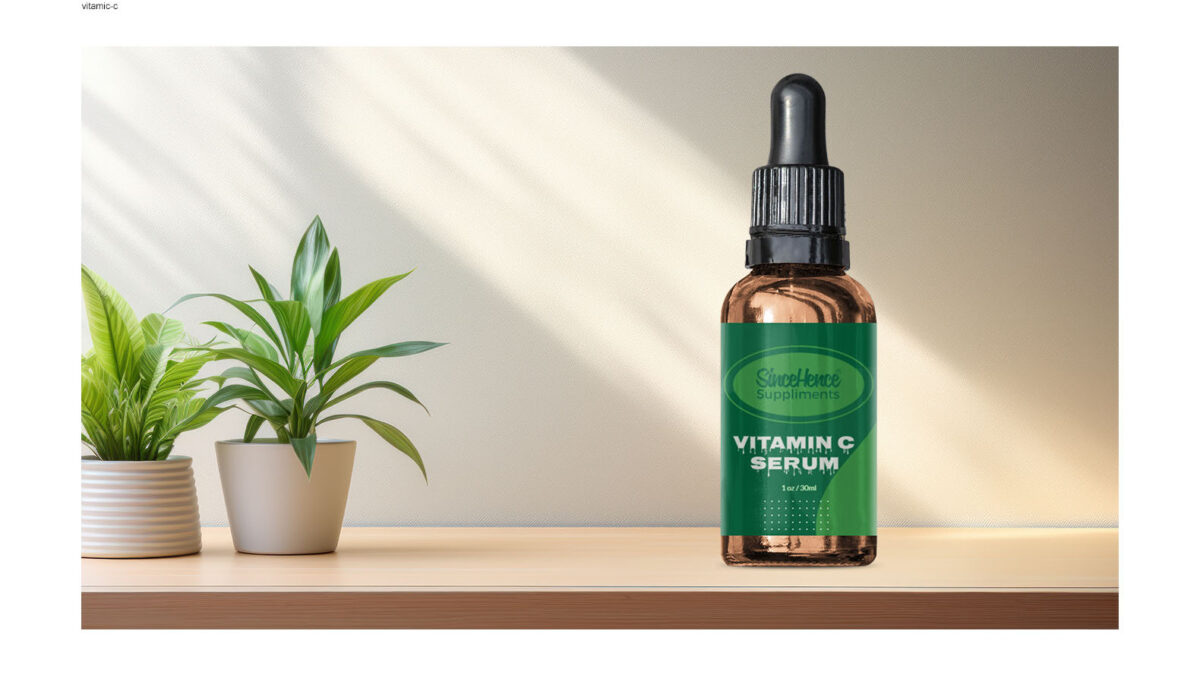 vitamic-c
SinceHence®
Suppliments
VITAMIN C
SERUM
1 oz / 30ml